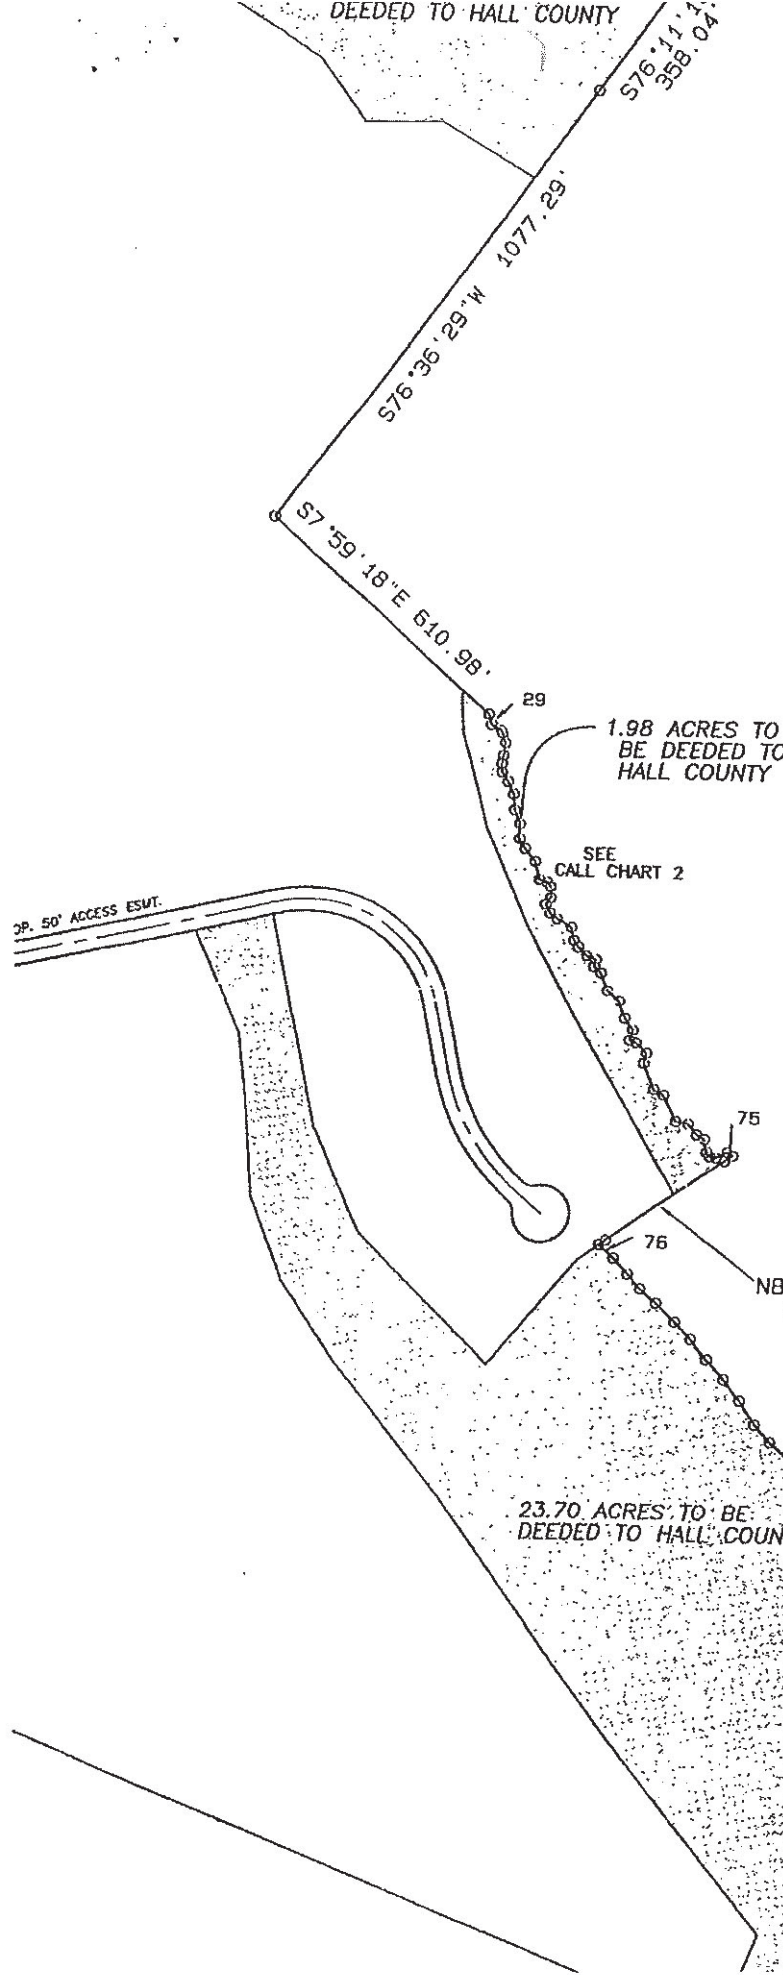 DEEDED TO HALL COUNTY
358.04'
S76°36'29"W 1077.29'
S7°59'18"E 610.98'
29
1.98 ACRES TO
BE DEEDED TO
HALL COUNTY
SEE
CALL CHART 2
50' ACCESS ESMT.
75
76
23.70 ACRES TO BE
DEEDED TO HALL